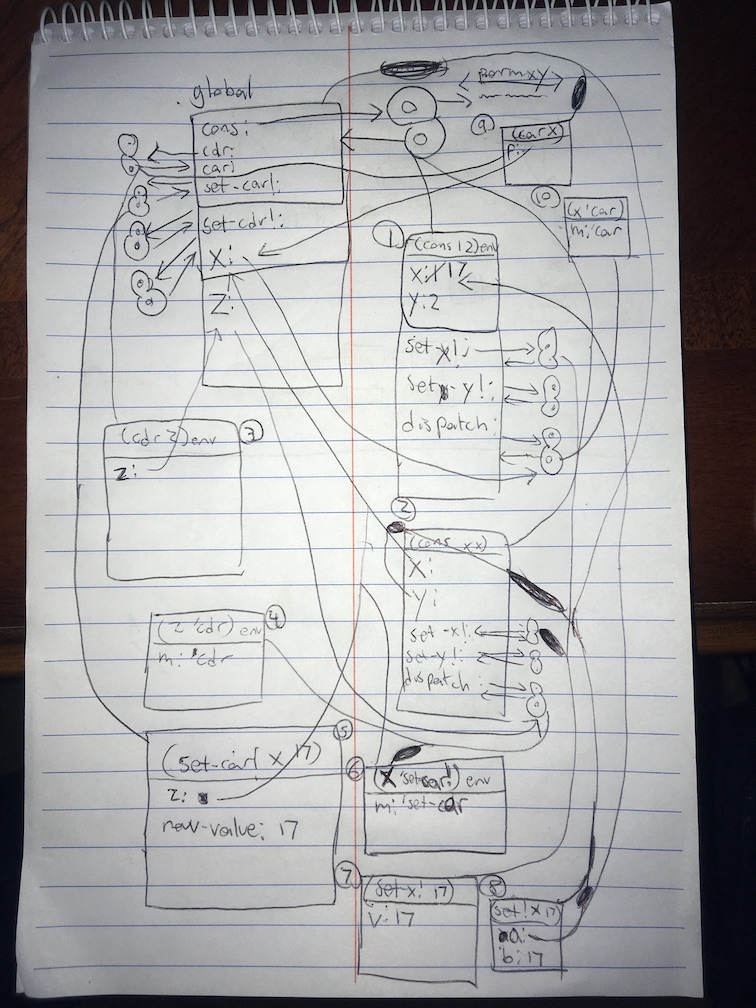 global
cons:
cdr:
car:
set-car!:
set-cdr!:
X:
Z:
<parm xy>
9
(car x)
P:
10
(x 'car)
m: 'car
1
(cons 1 2) env
X: 1 17
Y: 2
set-x!:
set-y!:
dispatch:
2
(cons xx)
X:
Y:
set-x!:
set-y!:
dispatch:
3
(cdr z) env
z:
4
(z 'cdr) env
m: 'cdr
5
(set-car! x 17)
z:
new-value: 17
6
(X 'set-car!) env
m: 'set-car
7
(set-x! 17)
V: 17
8
set! x 17
a:
b: 17